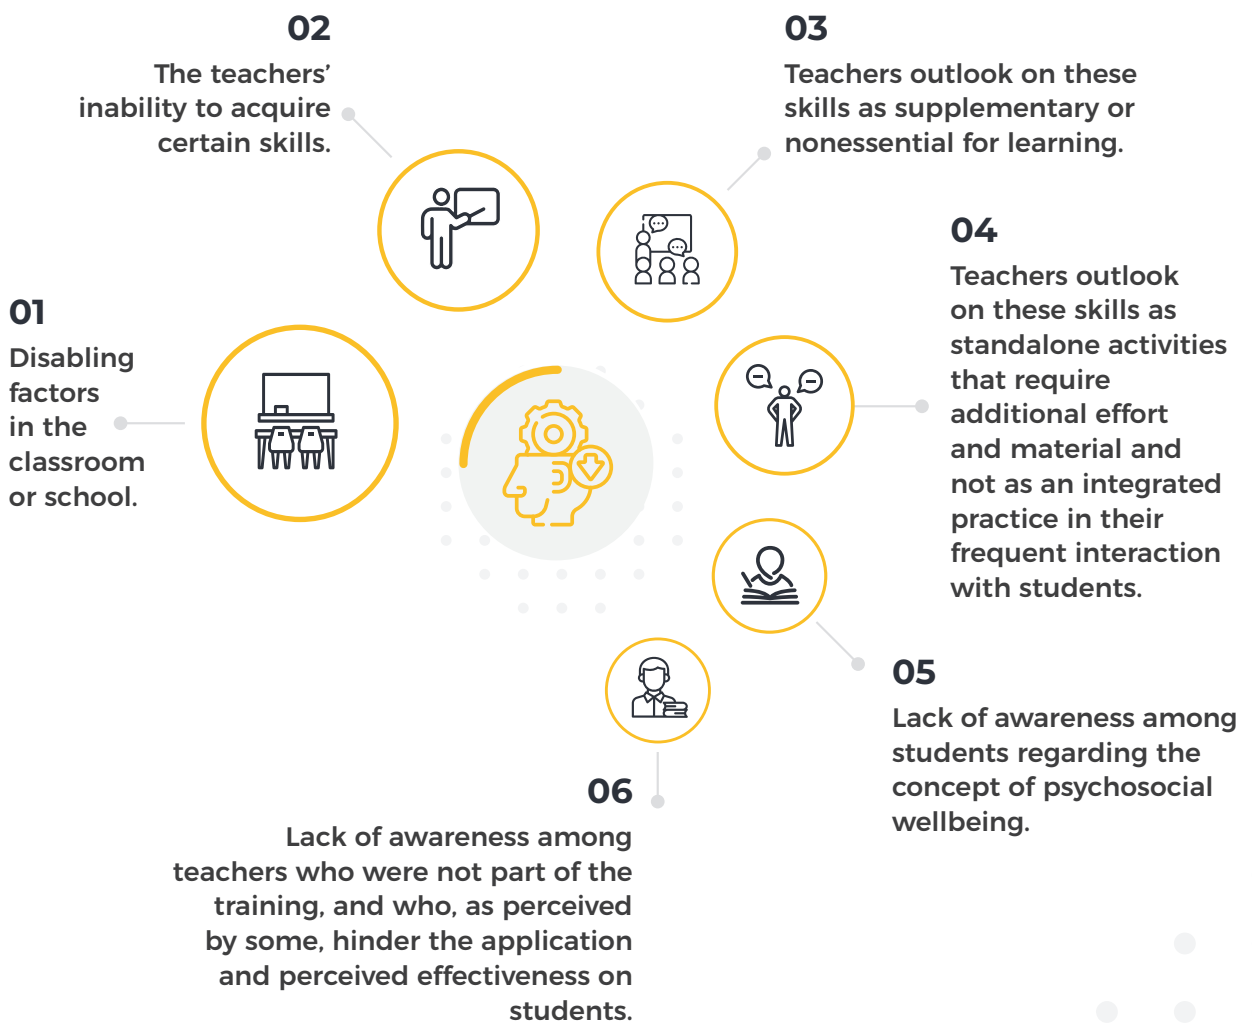 01
Disabling
factors
in the
classroom
or school.
02
The teachers’
inability to acquire
certain skills.
03
Teachers outlook on these
skills as supplementary or
nonessential for learning.
04
Teachers outlook
on these skills as
standalone activities
that require
additional effort
and material and
not as an integrated
practice in their
frequent interaction
with students.
05
Lack of awareness among
students regarding the
concept of psychosocial
wellbeing.
06
Lack of awareness among
teachers who were not part of the
training, and who, as perceived
by some, hinder the application
and perceived effectiveness on
students.